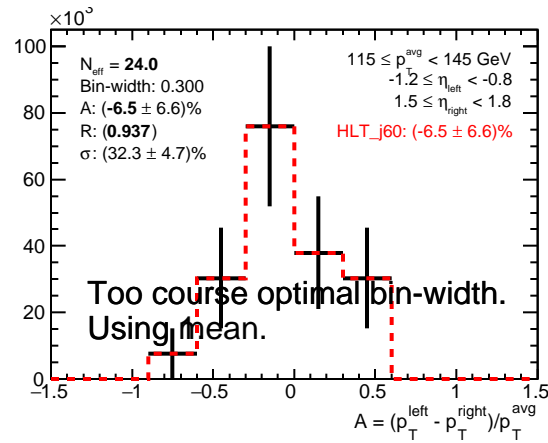 ×10³
N_eff = 24.0
Bin-width: 0.300
A: (-6.5 ± 6.6)%
R: (0.937)
σ: (32.3 ± 4.7)%
115 ≤ p_T^avg < 145 GeV
-1.2 ≤ η_left < -0.8
1.5 ≤ η_right < 1.8
HLT_j60: (-6.5 ± 6.6)%
100
80
60
40
20
0
Too course optimal bin-width.
Using mean.
−1.5 −1 −0.5 0 0.5 1 1.5
A = (p_T^left - p_T^right)/p_T^avg